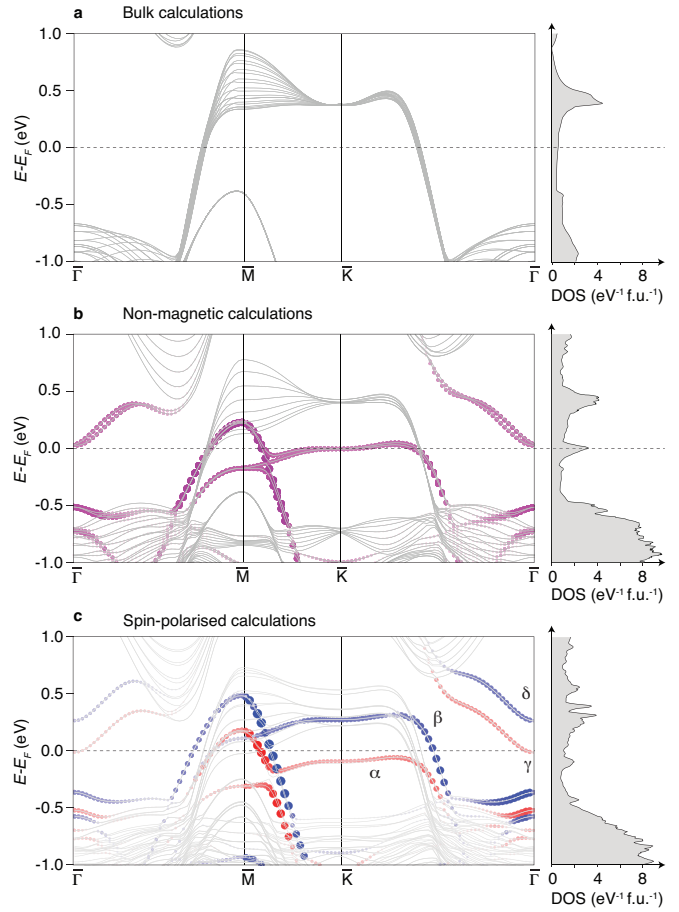 a Bulk calculations
1.0
0.5
0.0
-0.5
-1.0
E-E_F (eV)
Γ̅ M̅ K̅ Γ̅
0 4 8
DOS (eV⁻¹ f.u.⁻¹)
b Non-magnetic calculations
1.0
0.5
0.0
-0.5
-1.0
E-E_F (eV)
Γ̅ M̅ K̅ Γ̅
0 4 8
DOS (eV⁻¹ f.u.⁻¹)
c Spin-polarised calculations
1.0
0.5
0.0
-0.5
-1.0
E-E_F (eV)
δ
β
γ
α
Γ̅ M̅ K̅ Γ̅
0 4 8
DOS (eV⁻¹ f.u.⁻¹)